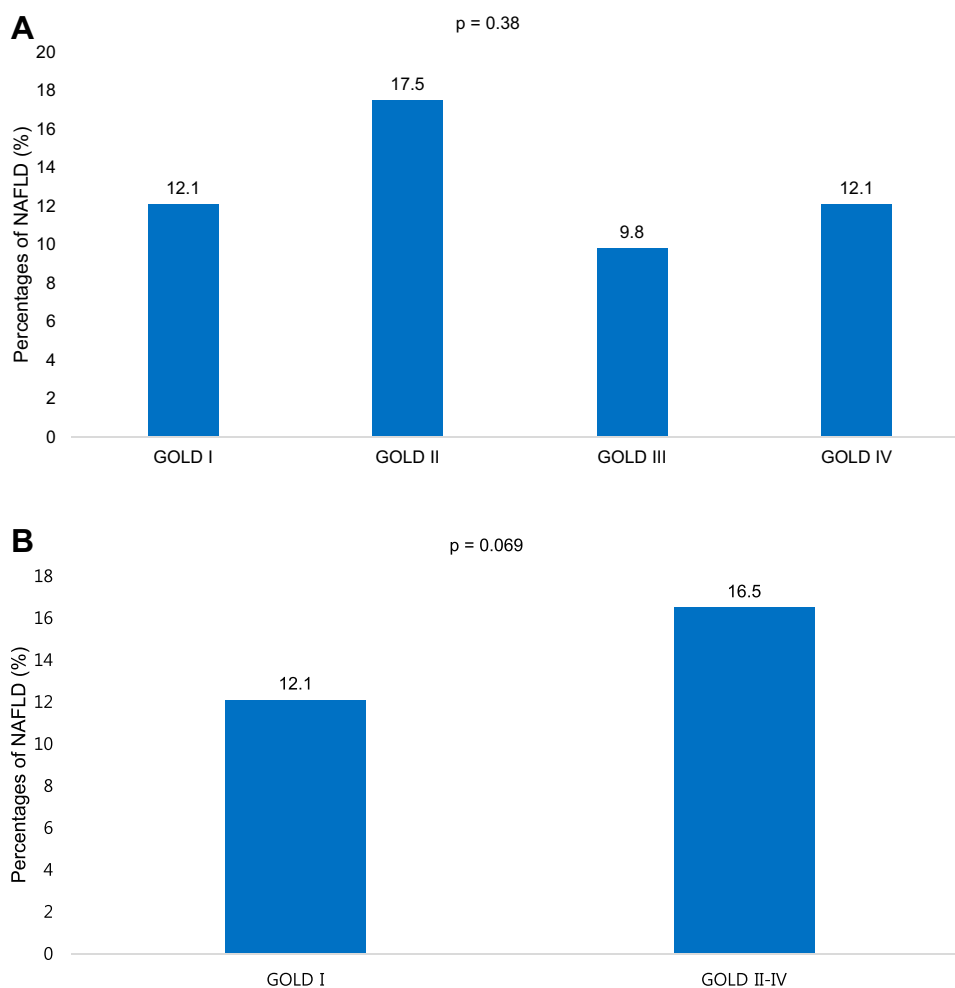 A
p = 0.38
Percentages of NAFLD (%)
20
18
16
14
12
10
8
6
4
2
0
12.1
17.5
9.8
12.1
GOLD I
GOLD II
GOLD III
GOLD IV
B
p = 0.069
Percentages of NAFLD (%)
18
16
14
12
10
8
6
4
2
0
12.1
16.5
GOLD I
GOLD II-IV